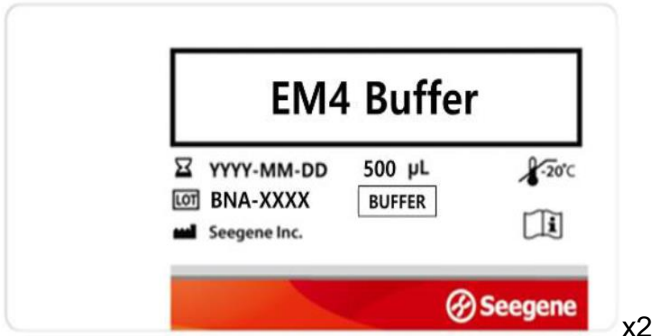 EM4 Buffer
YYYY-MM-DD 500 µL -20°C
LOT BNA-XXXX BUFFER
Seegene Inc. i
Seegene
x2